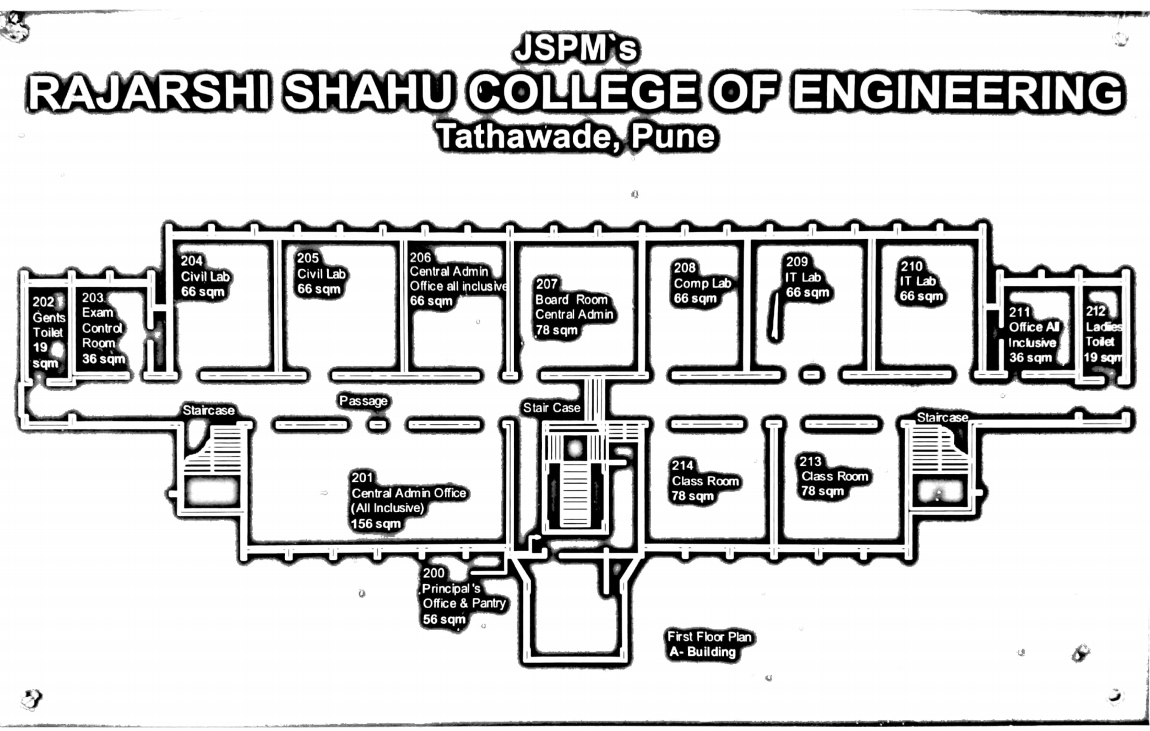 JSPM`s
RAJARSHI SHAHU COLLEGE OF ENGINEERING
Tathawade, Pune
204
Civil Lab
66 sqm
205
Civil Lab
66 sqm
206
Central Admin
Office all inclusive
66 sqm
207
Board Room
Central Admin
78 sqm
208
Comp Lab
66 sqm
209
IT Lab
66 sqm
210
IT Lab
66 sqm
202
Gents
Toilet
19
sqm
203
Exam
Control
Room
36 sqm
211
Office All
Inclusive
36 sqm
212
Ladies
Toilet
19 sqm
Staircase
Passage
Stair Case
Staircase
201
Central Admin Office
(All Inclusive)
156 sqm
214
Class Room
78 sqm
213
Class Room
78 sqm
200
Principal's
Office & Pantry
56 sqm
First Floor Plan
A- Building